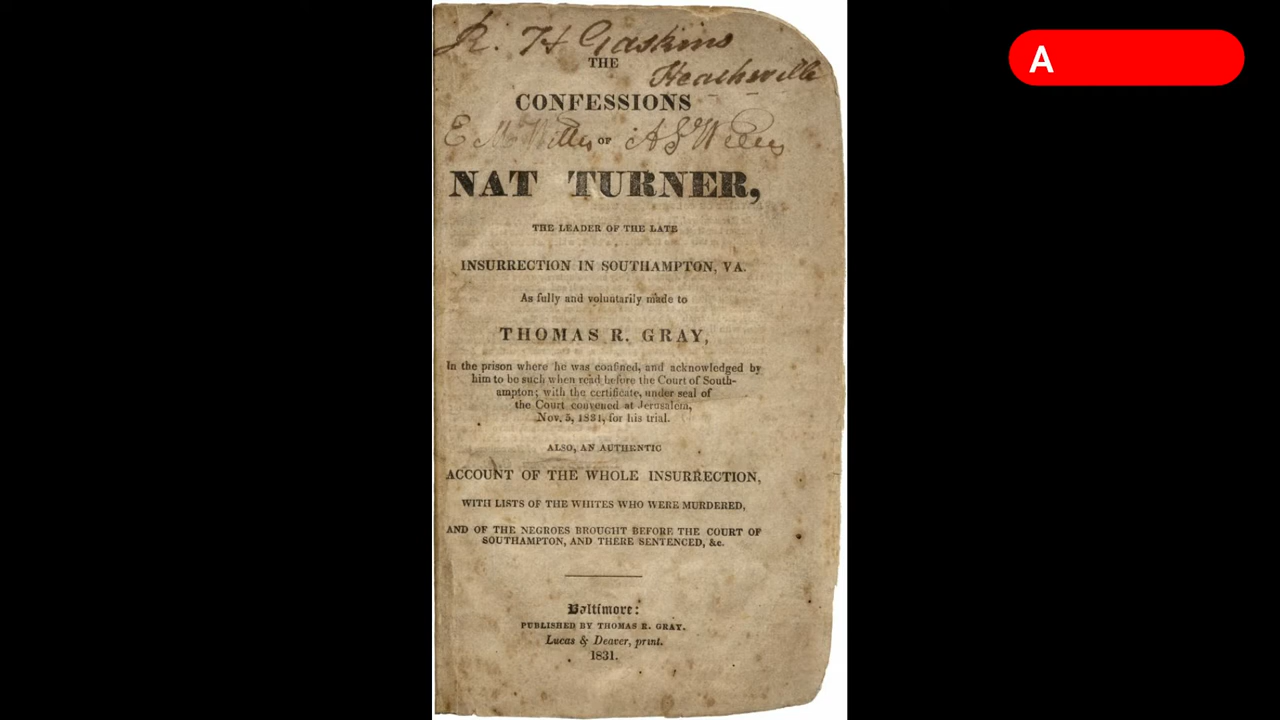 R. H Gaskins
THE
Heathsville
CONFESSIONS
OF
NAT TURNER,
THE LEADER OF THE LATE
INSURRECTION IN SOUTHAMPTON, VA.
As fully and voluntarily made to
THOMAS R. GRAY,
In the prison where he was confined, and acknowledged by
him to be such when read before the Court of South-
ampton; with the certificate, under seal of
the Court convened at Jerusalem,
Nov. 5, 1831, for his trial.
ALSO, AN AUTHENTIC
ACCOUNT OF THE WHOLE INSURRECTION,
WITH LISTS OF THE WHITES WHO WERE MURDERED,
AND OF THE NEGROES BROUGHT BEFORE THE COURT OF
SOUTHAMPTON, AND THERE SENTENCED, &c.
Baltimore:
PUBLISHED BY THOMAS R. GRAY.
Lucas & Deaver, print.
1831.
A